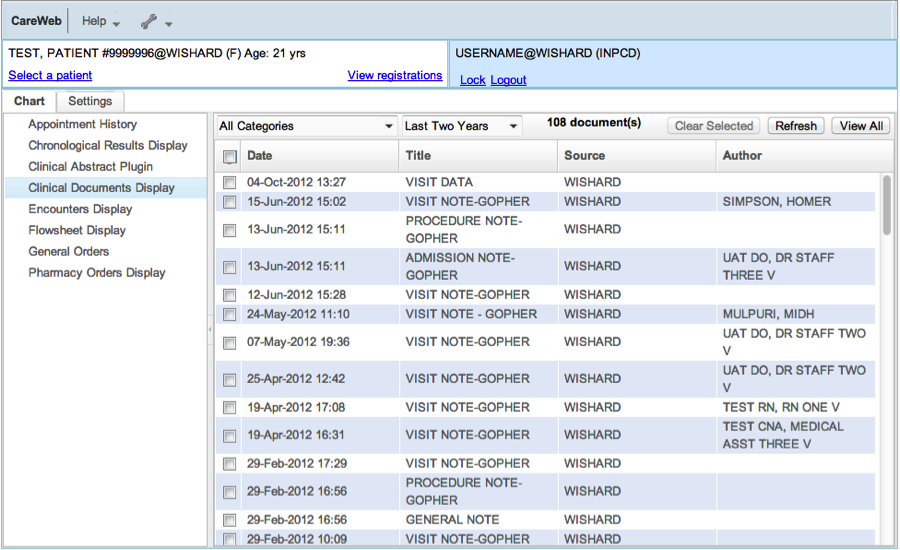 CareWeb Help
TEST, PATIENT #9999996@WISHARD (F) Age: 21 yrs
Select a patient View registrations
USERNAME@WISHARD (INPCD)
Lock Logout
Chart Settings
Appointment History
Chronological Results Display
Clinical Abstract Plugin
Clinical Documents Display
Encounters Display
Flowsheet Display
General Orders
Pharmacy Orders Display
All Categories Last Two Years 108 document(s) Clear Selected Refresh View All
Date Title Source Author
04-Oct-2012 13:27 VISIT DATA WISHARD
15-Jun-2012 15:02 VISIT NOTE-GOPHER WISHARD SIMPSON, HOMER
13-Jun-2012 15:11 PROCEDURE NOTE-
GOPHER WISHARD
13-Jun-2012 15:11 ADMISSION NOTE-
GOPHER WISHARD UAT DO, DR STAFF
THREE V
12-Jun-2012 15:28 VISIT NOTE-GOPHER WISHARD
24-May-2012 11:10 VISIT NOTE - GOPHER WISHARD MULPURI, MIDH
07-May-2012 19:36 VISIT NOTE-GOPHER WISHARD UAT DO, DR STAFF TWO
V
25-Apr-2012 12:42 VISIT NOTE-GOPHER WISHARD UAT DO, DR STAFF TWO
V
19-Apr-2012 17:08 VISIT NOTE-GOPHER WISHARD TEST RN, RN ONE V
19-Apr-2012 16:31 VISIT NOTE-GOPHER WISHARD TEST CNA, MEDICAL
ASST THREE V
29-Feb-2012 17:29 VISIT NOTE-GOPHER WISHARD
29-Feb-2012 16:56 PROCEDURE NOTE-
GOPHER WISHARD
29-Feb-2012 16:56 GENERAL NOTE WISHARD
29-Feb-2012 10:09 VISIT NOTE-GOPHER WISHARD